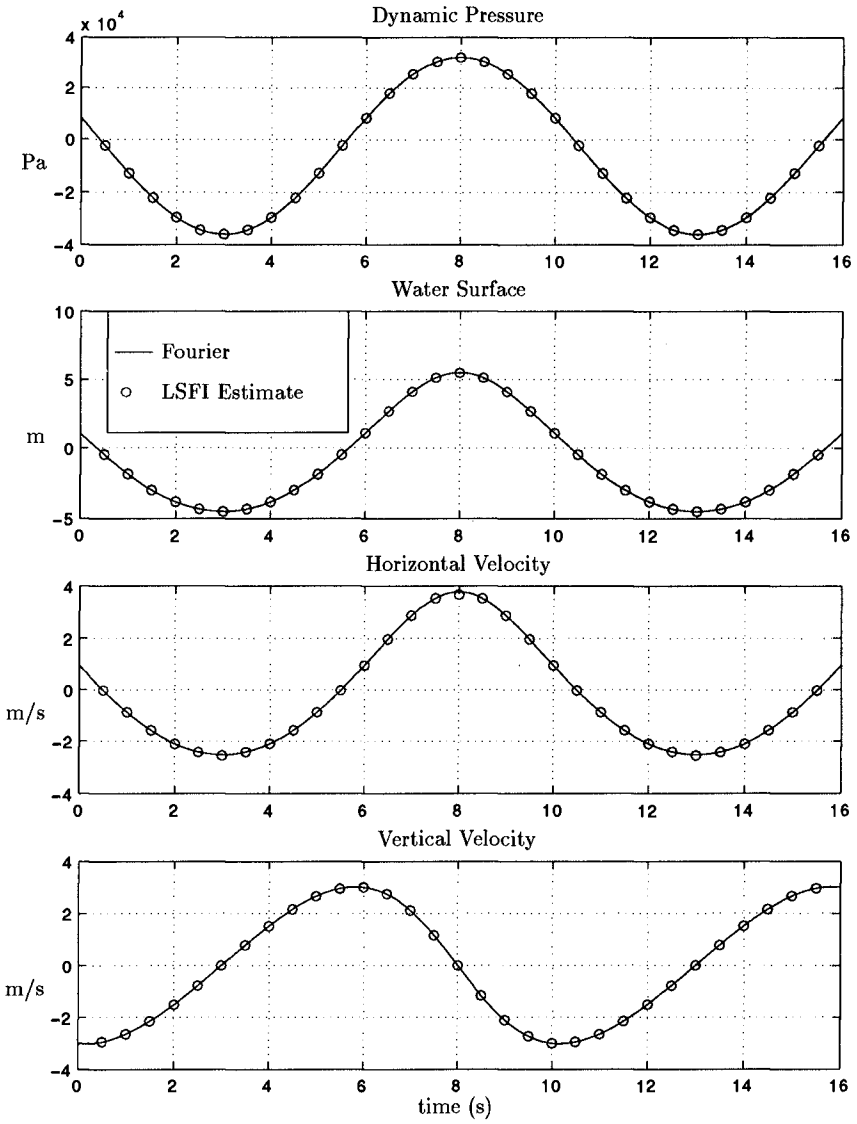 Dynamic Pressure
x 10⁴
4
2
0
Pa
−2
−4
0 2 4 6 8 10 12 14 16
Water Surface
10
5
m
0
−5
Fourier
LSFI Estimate
0 2 4 6 8 10 12 14 16
Horizontal Velocity
4
2
0
m/s
−2
−4
0 2 4 6 8 10 12 14 16
Vertical Velocity
4
2
0
m/s
−2
−4
0 2 4 6 8 10 12 14 16
time (s)